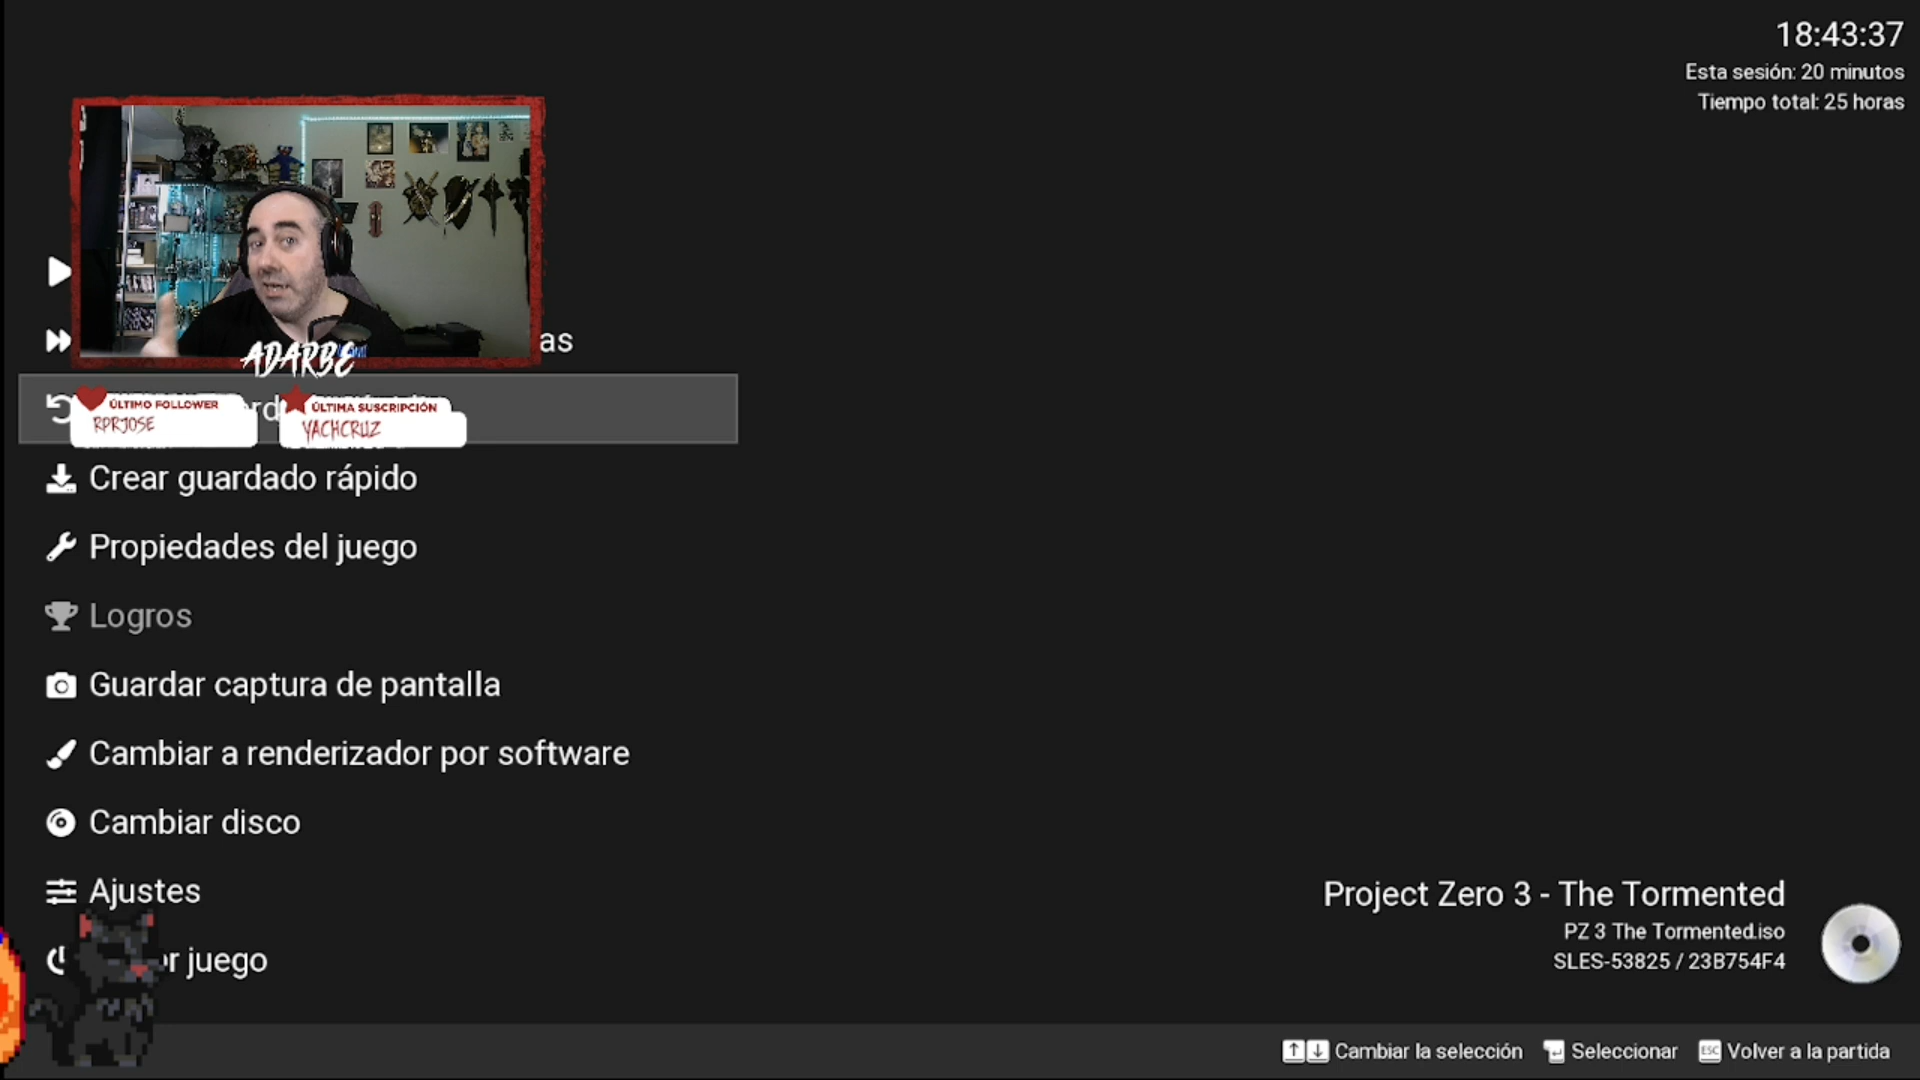 18:43:37
Esta sesión: 20 minutos
Tiempo total: 25 horas
as
ADARBE
ÚLTIMO FOLLOWER
RPRJOSE
rd
ÚLTIMA SUSCRIPCIÓN
YACHCRUZ
Crear guardado rápido
Propiedades del juego
Logros
Guardar captura de pantalla
Cambiar a renderizador por software
Cambiar disco
Ajustes
r juego
Project Zero 3 - The Tormented
PZ 3 The Tormented.iso
SLES-53825 / 23B754F4
Cambiar la selección
Seleccionar
ESC Volver a la partida